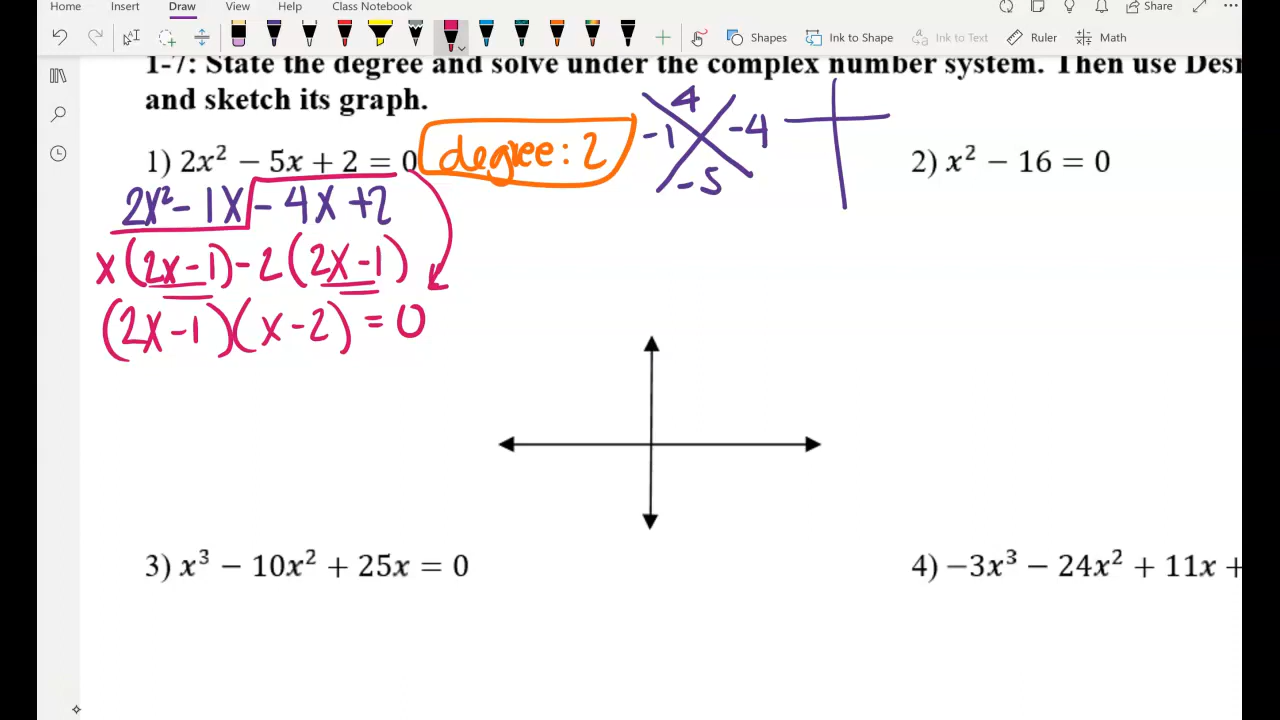 Home Insert Draw View Help Class Notebook Share
Shapes Ink to Shape Ink to Text Ruler Math
1-7: State the degree and solve under the complex number system. Then use Desi
and sketch its graph.
1) 2x² − 5x + 2 = 0
degree: 2
4
-1 -4
-5
2) x² − 16 = 0
2x² - 1x - 4x + 2
x(2x-1) - 2(2x-1)
(2x-1)(x-2) = 0
3) x³ − 10x² + 25x = 0
4) −3x³ − 24x² + 11x +